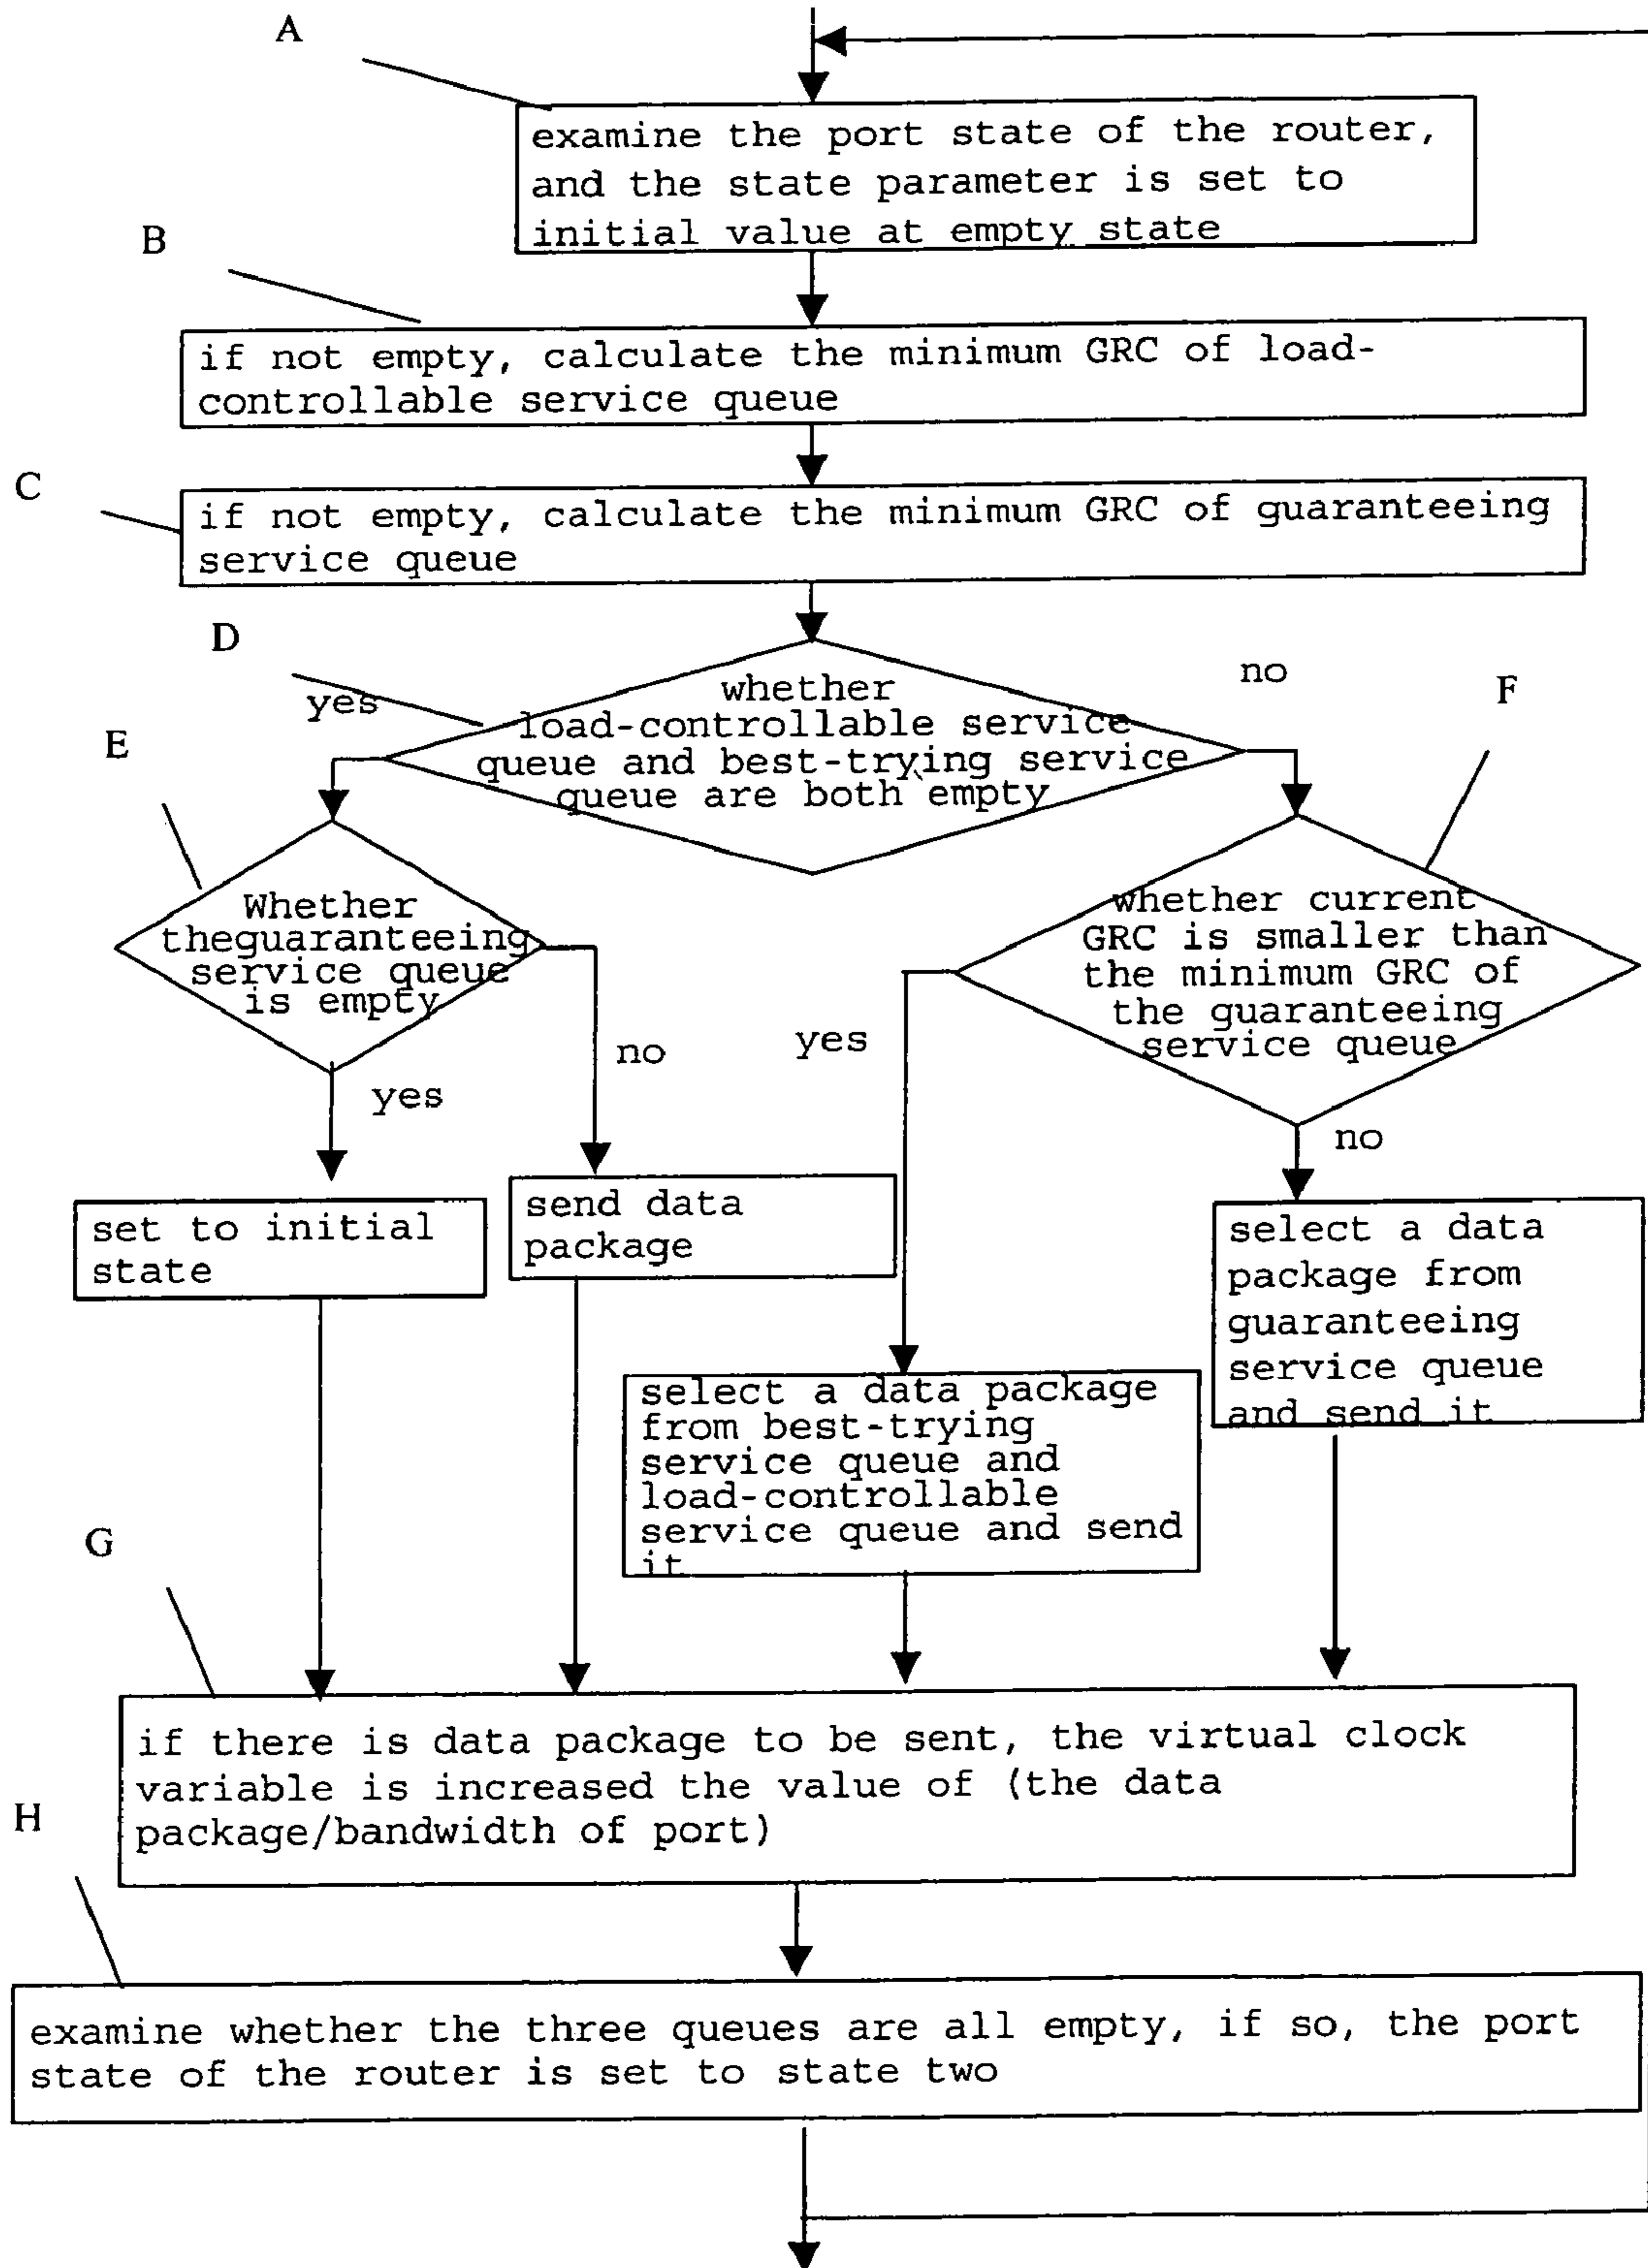 A
examine the port state of the router,
and the state parameter is set to
initial value at empty state
B
if not empty, calculate the minimum GRC of load-
controllable service queue
C
if not empty, calculate the minimum GRC of guaranteeing
service queue
D
yes
whether
load-controllable service
queue and best-trying service
queue are both empty
no
E
Whether
theguaranteeing
service queue
is empty
F
whether current
GRC is smaller than
the minimum GRC of
the guaranteeing
service queue
yes
no
yes
no
set to initial
state
send data
package
select a data package
from best-trying
service queue and
load-controllable
service queue and send
it
select a data
package from
guaranteeing
service queue
and send it
G
if there is data package to be sent, the virtual clock
variable is increased the value of (the data
package/bandwidth of port)
H
examine whether the three queues are all empty, if so, the port
state of the router is set to state two